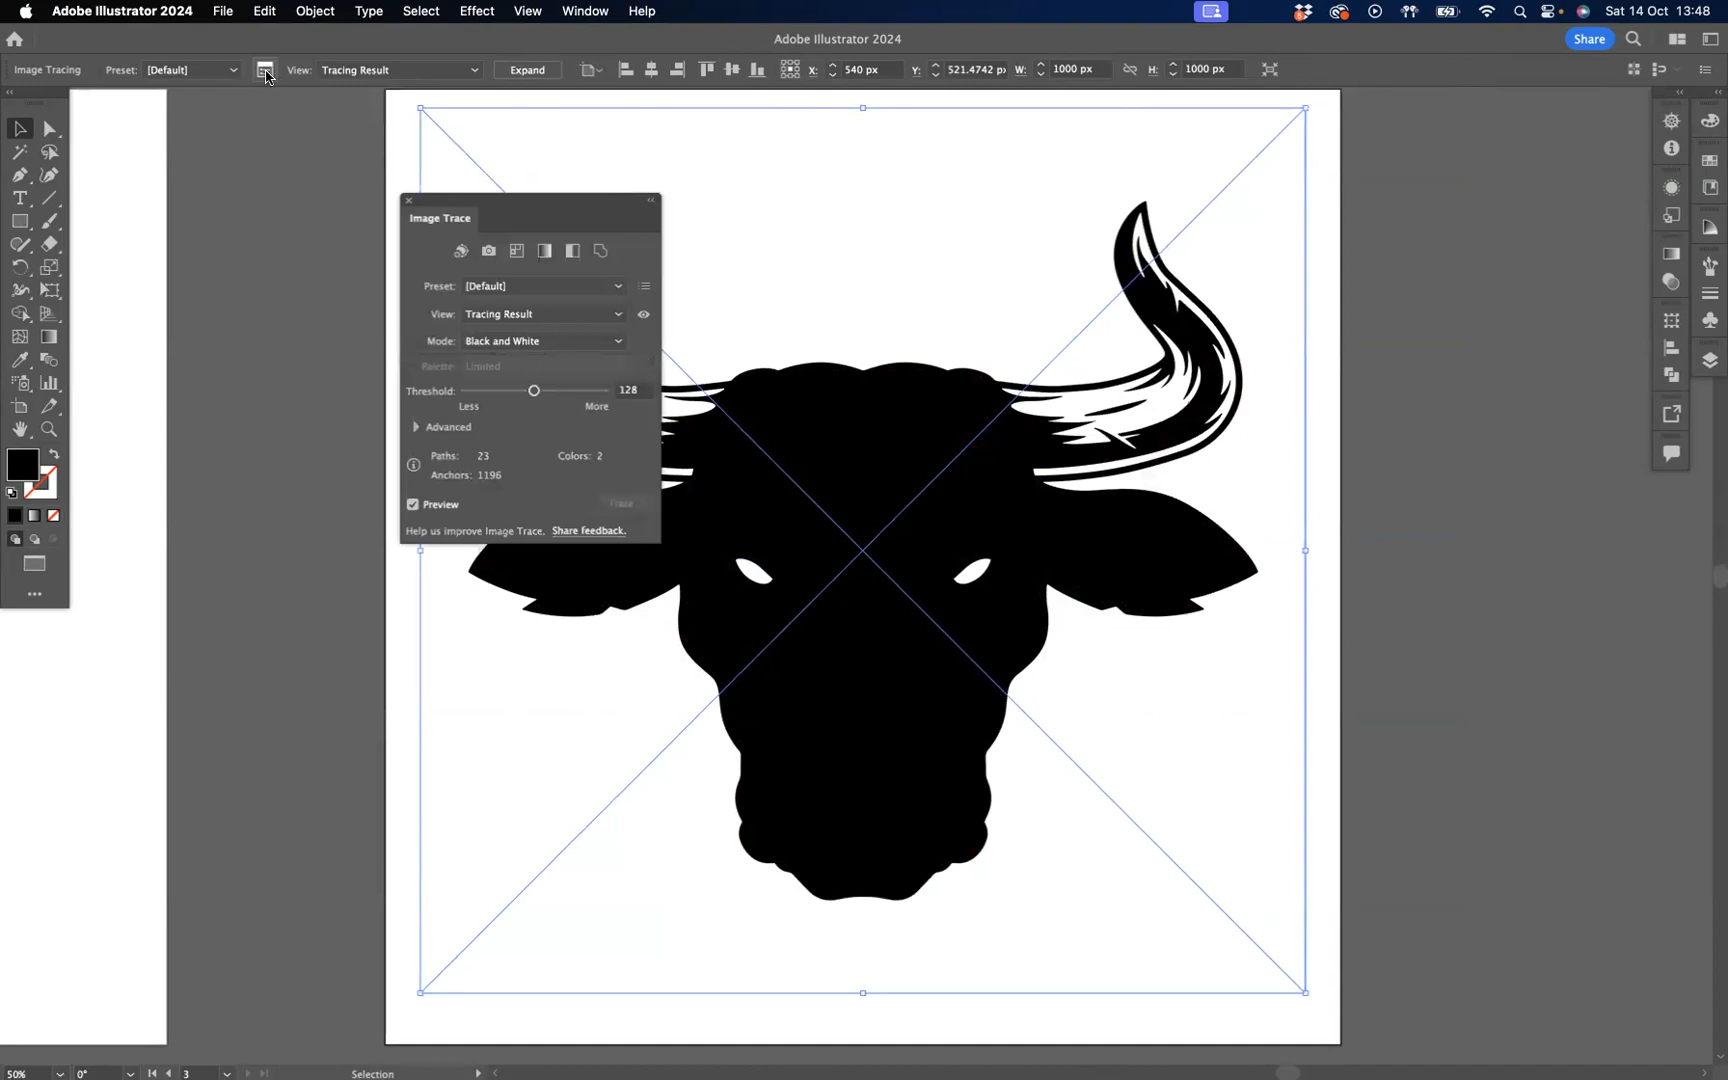 Adobe Illustrator 2024 File Edit Object Type Select Effect View Window Help Sat 14 Oct 13:48
Adobe Illustrator 2024 Share
Image Tracing Preset: [Default] View: Tracing Result Expand X: 540 px Y: 521.4742 px W: 1000 px H: 1000 px
Image Trace
Preset: [Default]
View: Tracing Result
Mode: Black and White
Palette: Limited
Threshold: 128
Less More
Advanced
Paths: 23 Colors: 2
Anchors: 1196
Preview Trace
Help us improve Image Trace. Share feedback.
50% 0° 3 Selection